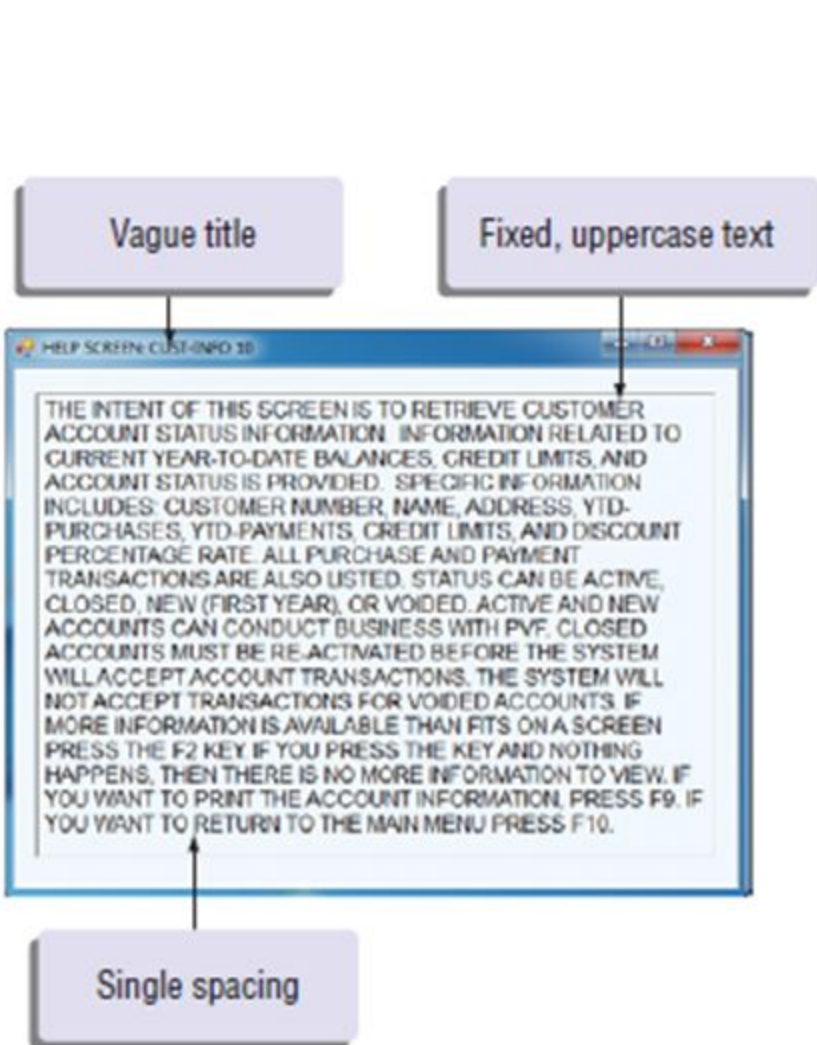 Vague title
Fixed, uppercase text
HELP SCREEN: CUST-INFO 10
THE INTENT OF THIS SCREEN IS TO RETRIEVE CUSTOMER
ACCOUNT STATUS INFORMATION. INFORMATION RELATED TO
CURRENT YEAR-TO-DATE BALANCES, CREDIT LIMITS, AND
ACCOUNT STATUS IS PROVIDED. SPECIFIC INFORMATION
INCLUDES: CUSTOMER NUMBER, NAME, ADDRESS, YTD-
PURCHASES, YTD-PAYMENTS, CREDIT LIMITS, AND DISCOUNT
PERCENTAGE RATE. ALL PURCHASE AND PAYMENT
TRANSACTIONS ARE ALSO LISTED. STATUS CAN BE ACTIVE,
CLOSED, NEW (FIRST YEAR), OR VOIDED. ACTIVE AND NEW
ACCOUNTS CAN CONDUCT BUSINESS WITH PVF. CLOSED
ACCOUNTS MUST BE RE-ACTIVATED BEFORE THE SYSTEM
WILL ACCEPT ACCOUNT TRANSACTIONS. THE SYSTEM WILL
NOT ACCEPT TRANSACTIONS FOR VOIDED ACCOUNTS. IF
MORE INFORMATION IS AVAILABLE THAN FITS ON A SCREEN
PRESS THE F2 KEY. IF YOU PRESS THE KEY AND NOTHING
HAPPENS, THEN THERE IS NO MORE INFORMATION TO VIEW. IF
YOU WANT TO PRINT THE ACCOUNT INFORMATION, PRESS F9. IF
YOU WANT TO RETURN TO THE MAIN MENU PRESS F10.
Single spacing